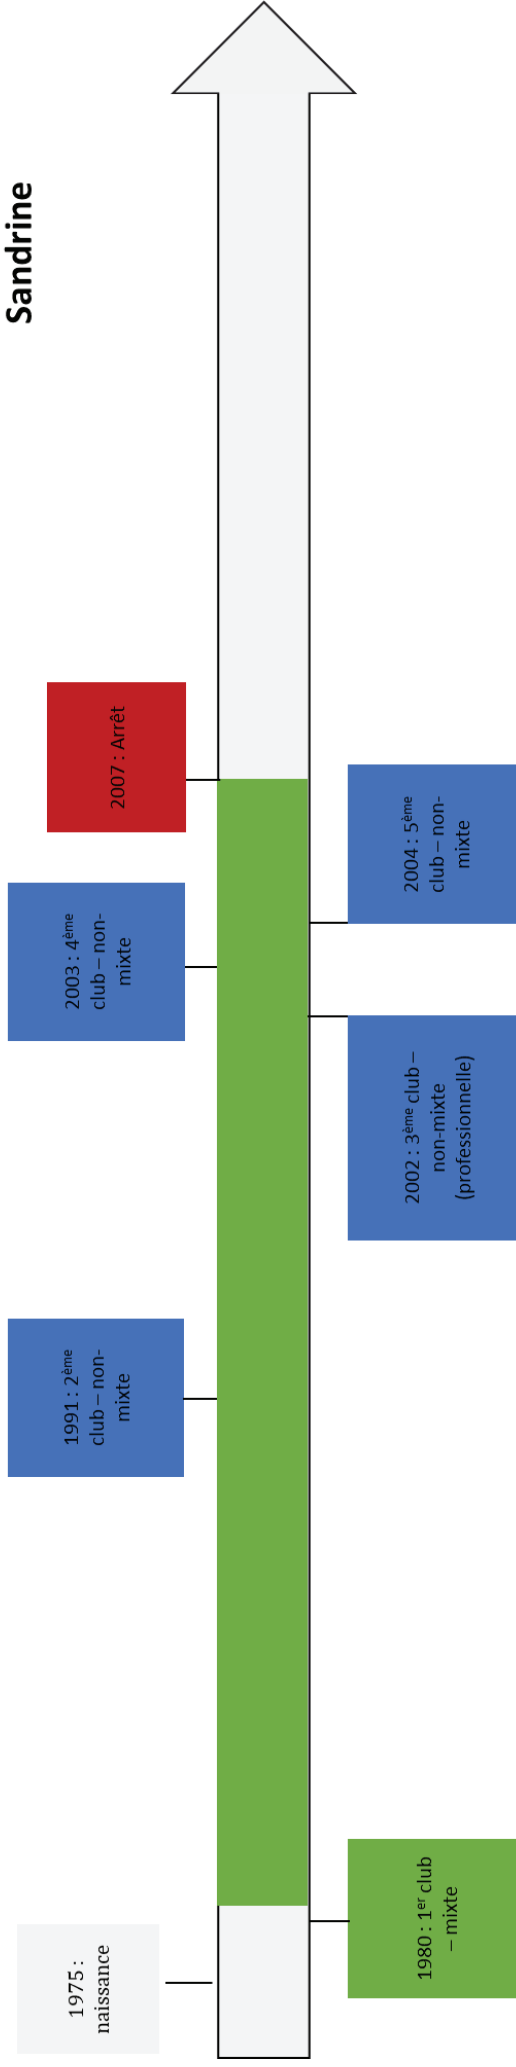 Sandrine
1975 :
naissance
1980 : 1er club
– mixte
1991 : 2ème
club – non-
mixte
2002 : 3ème club –
non-mixte
(professionnelle)
2003 : 4ème
club – non-
mixte
2004 : 5ème
club – non-
mixte
2007 : Arrêt